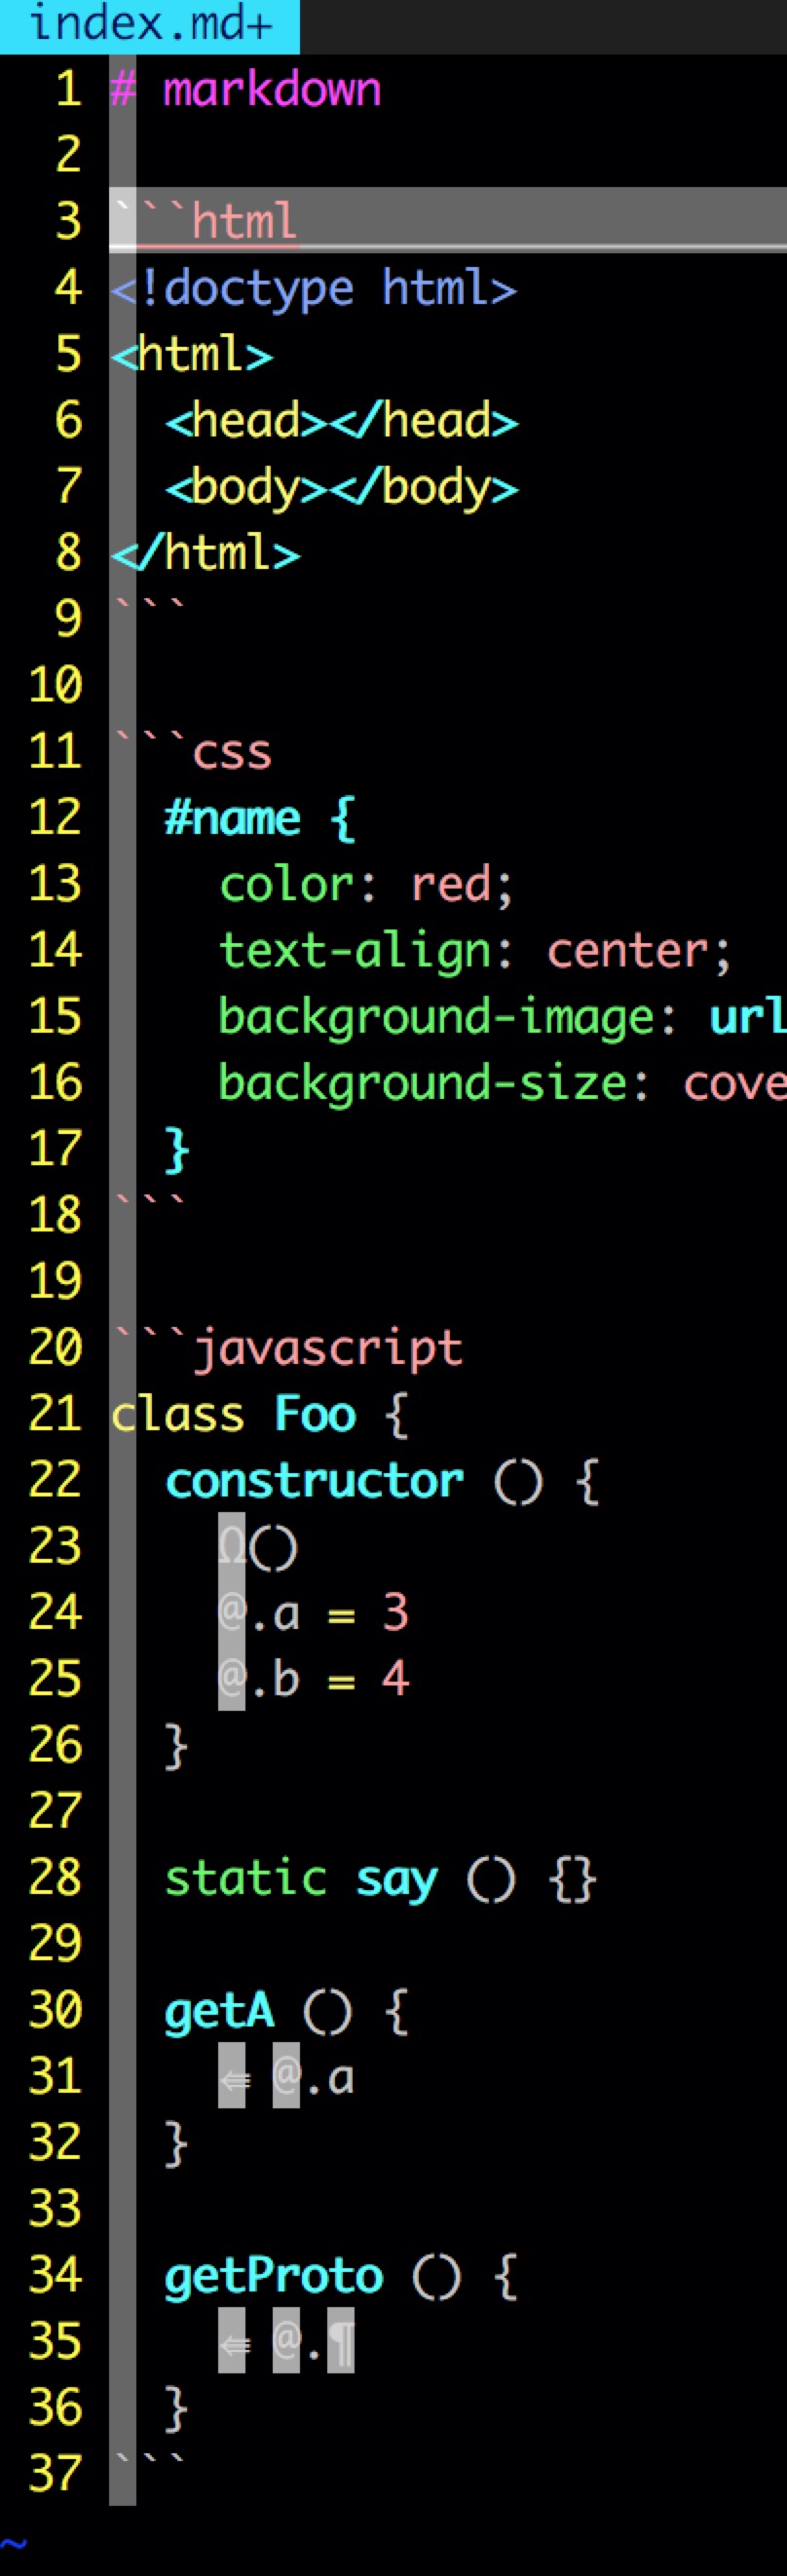 index.md+
1 # markdown
2
3 ```html
4 <!doctype html>
5 <html>
6   <head></head>
7   <body></body>
8 </html>
9 ```
10
11 ```css
12   #name {
13     color: red;
14     text-align: center;
15     background-image: url
16     background-size: cove
17   }
18 ```
19
20 ```javascript
21 class Foo {
22   constructor () {
23     Ω()
24     @.a = 3
25     @.b = 4
26   }
27
28   static say () {}
29
30   getA () {
31     ⇚ @.a
32   }
33
34   getProto () {
35     ⇚ @.¶
36   }
37 ```
~